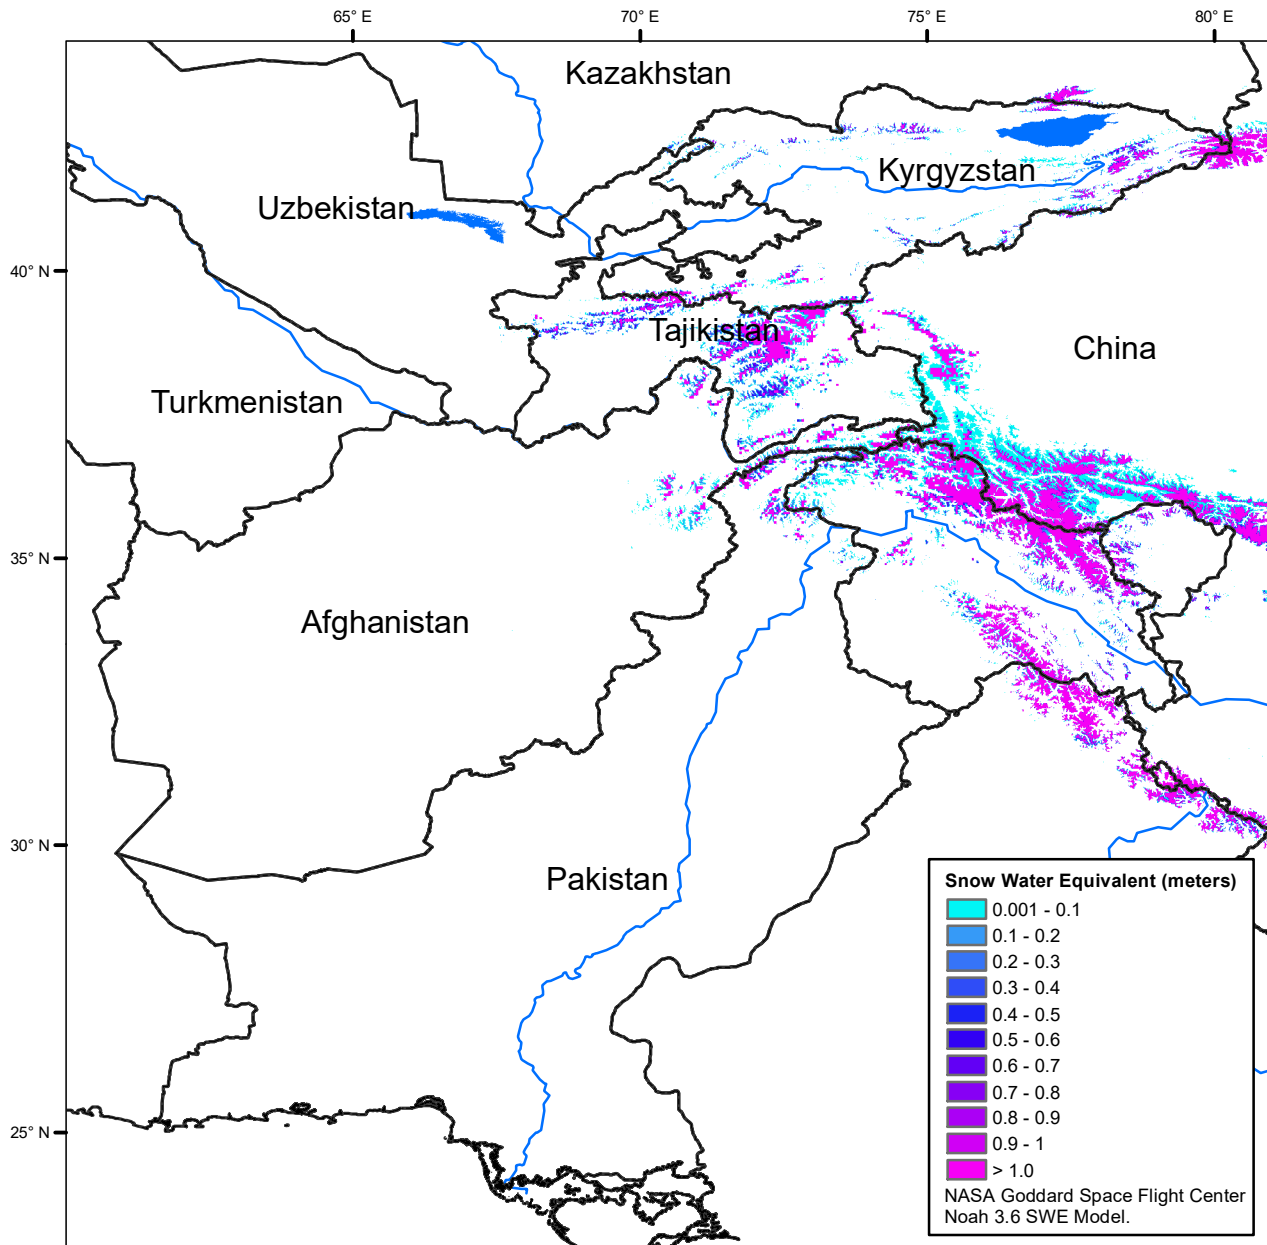 65° E
70° E
75° E
80° E
Kazakhstan
Kyrgyzstan
Uzbekistan
40° N
Tajikistan
China
Turkmenistan
35° N
Afghanistan
30° N
Pakistan
25° N
Snow Water Equivalent (meters)
0.001 - 0.1
0.1 - 0.2
0.2 - 0.3
0.3 - 0.4
0.4 - 0.5
0.5 - 0.6
0.6 - 0.7
0.7 - 0.8
0.8 - 0.9
0.9 - 1
> 1.0
NASA Goddard Space Flight Center
Noah 3.6 SWE Model.